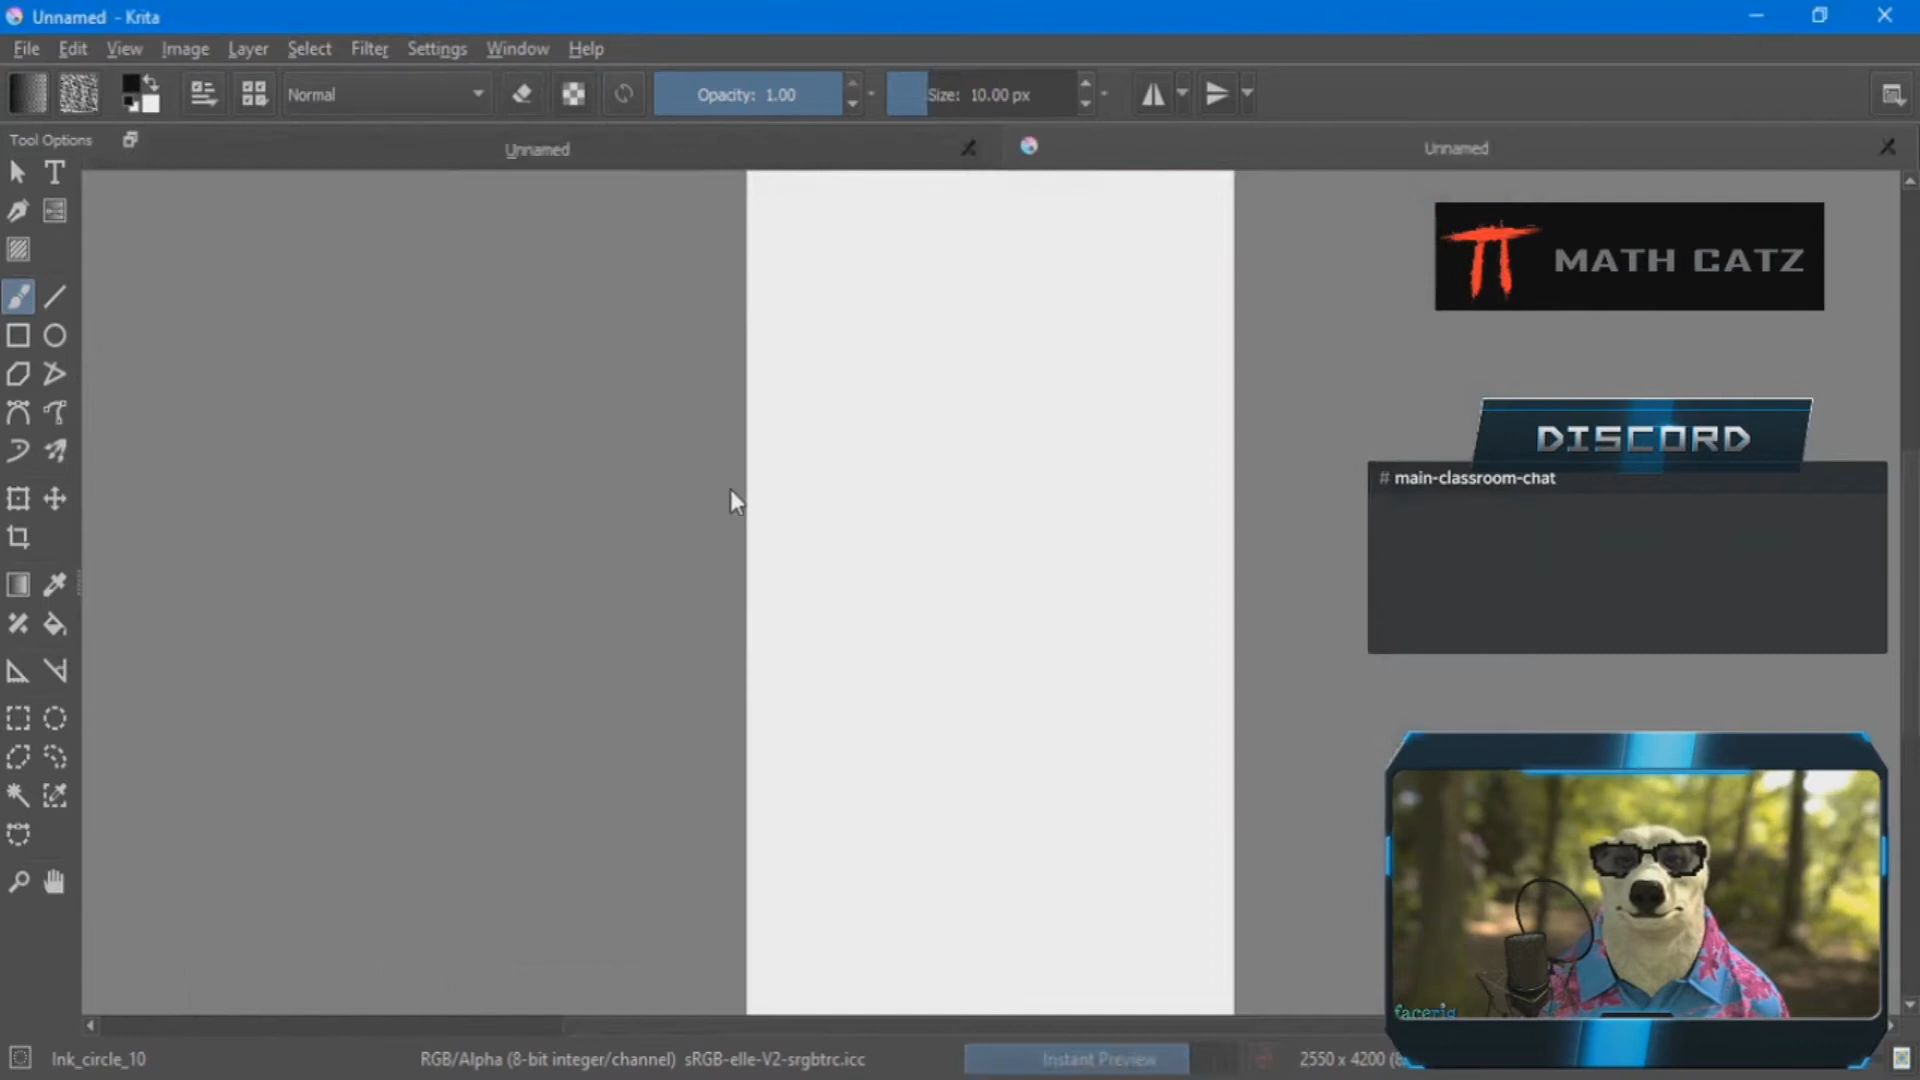 Unnamed - Krita
File Edit View Image Layer Select Filter Settings Window Help
Normal
Opacity: 1.00
Size: 10.00 px
Tool Options
Unnamed
Unnamed
MATH CATZ
DISCORD
# main-classroom-chat
facerig
Ink_circle_10
RGB/Alpha (8-bit integer/channel) sRGB-elle-V2-srgbtrc.icc
Instant Preview
2550 x 4200 (8